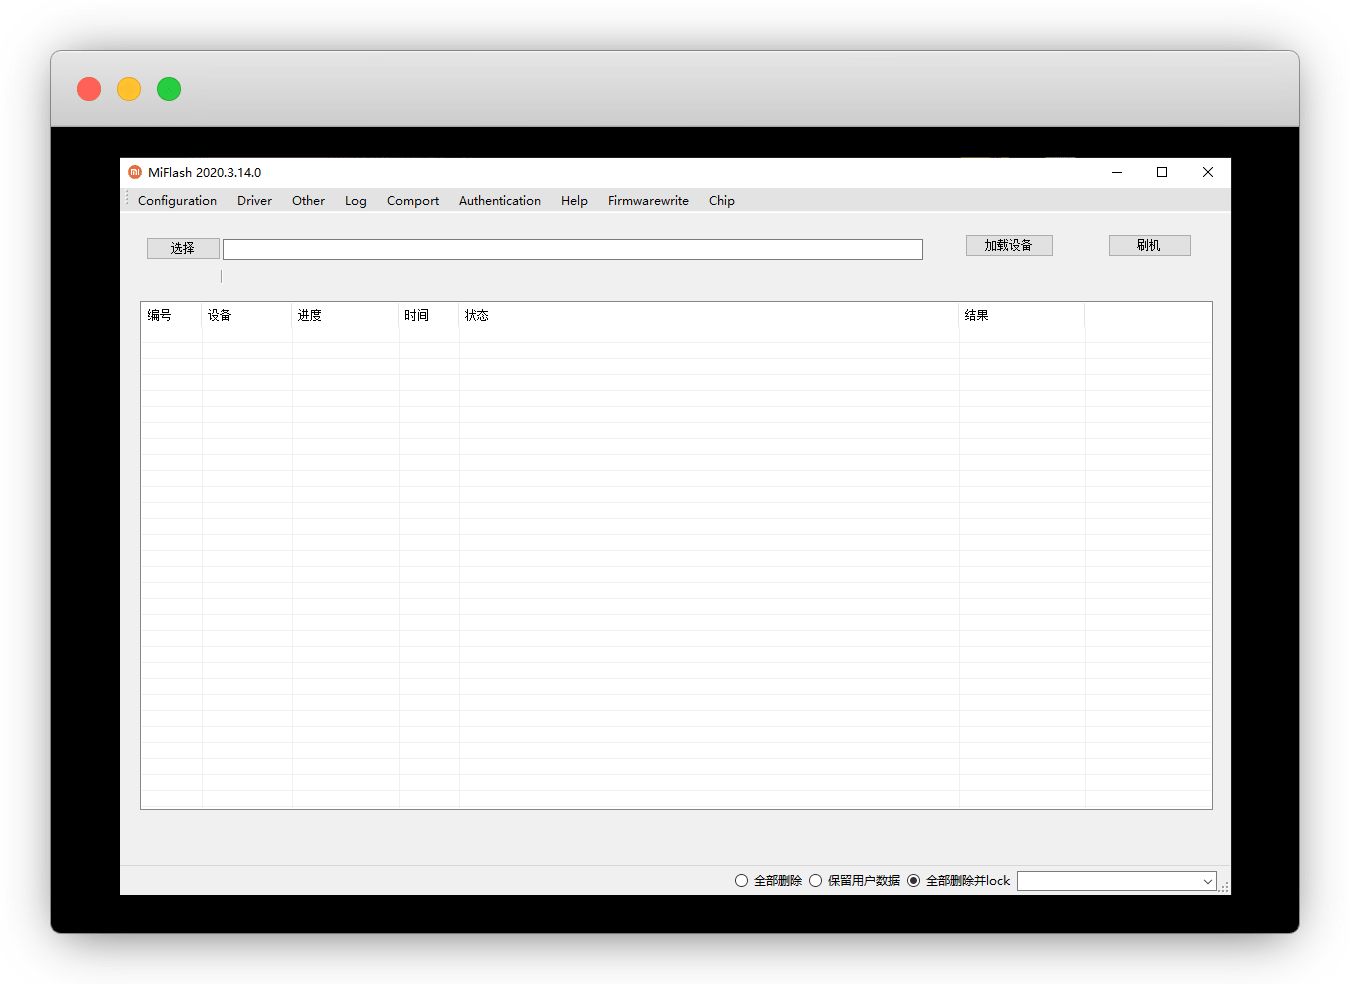 MiFlash 2020.3.14.0
Configuration Driver Other Log Comport Authentication Help Firmwarewrite Chip
选择 加载设备 刷机
编号 设备 进度 时间 状态 结果
全部删除 保留用户数据 全部删除并lock